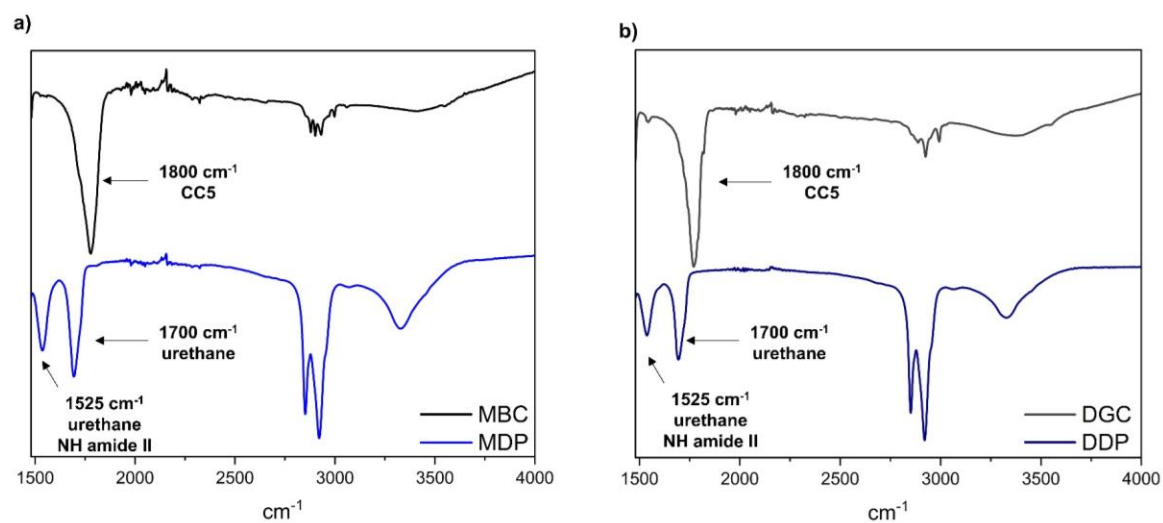 a)
1800 cm⁻¹
CC5
1700 cm⁻¹
urethane
1525 cm⁻¹
urethane
NH amide II
MBC
MDP
1500 2000 2500 3000 3500 4000
cm⁻¹
b)
1800 cm⁻¹
CC5
1700 cm⁻¹
urethane
1525 cm⁻¹
urethane
NH amide II
DGC
DDP
1500 2000 2500 3000 3500 4000
cm⁻¹